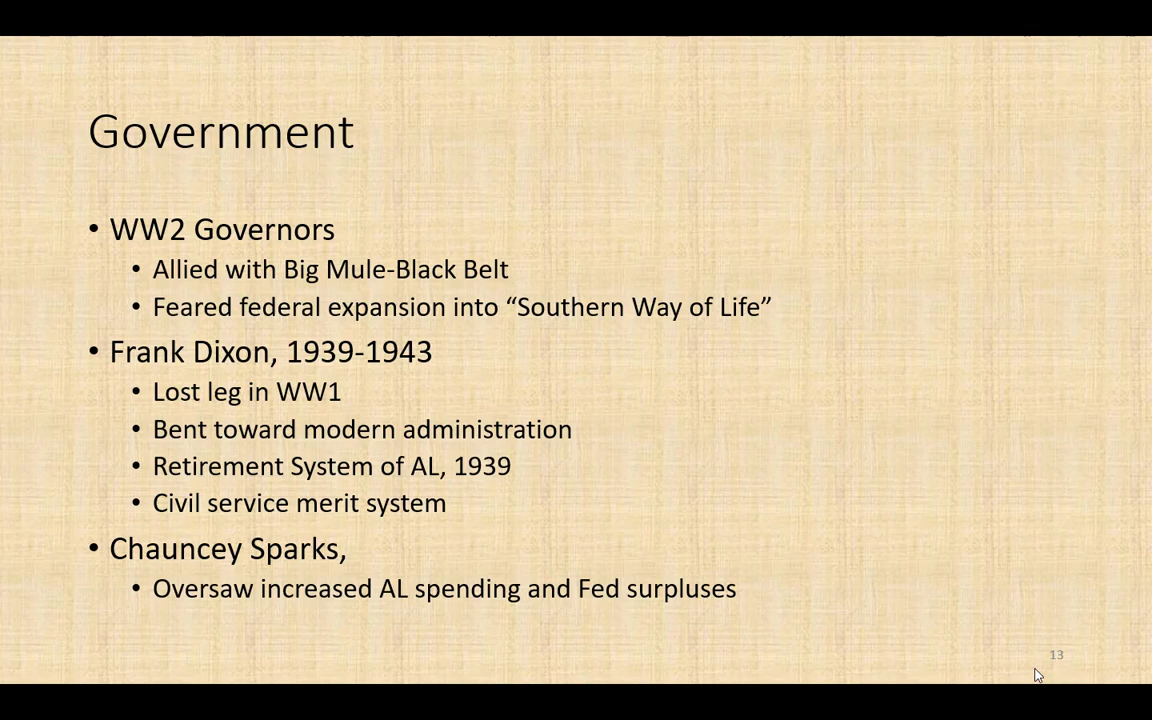 Government
• WW2 Governors
• Allied with Big Mule-Black Belt
• Feared federal expansion into “Southern Way of Life”
• Frank Dixon, 1939-1943
• Lost leg in WW1
• Bent toward modern administration
• Retirement System of AL, 1939
• Civil service merit system
• Chauncey Sparks,
• Oversaw increased AL spending and Fed surpluses
13